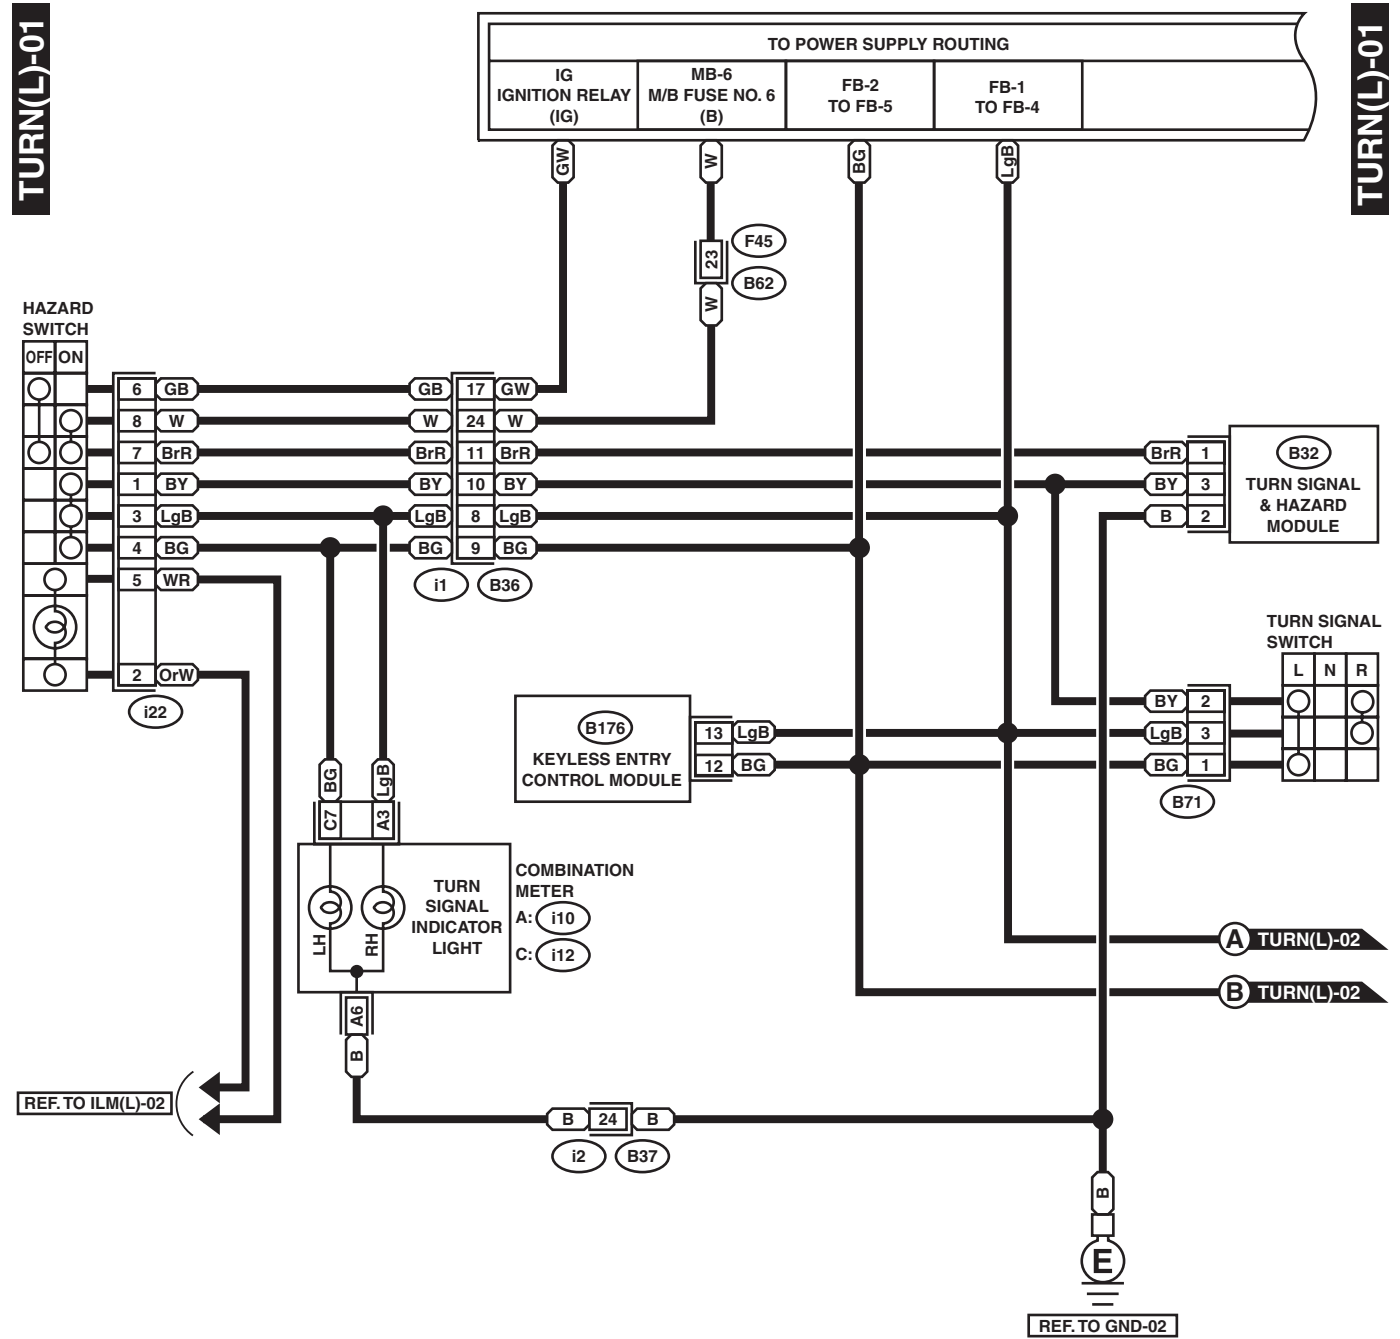 TURN(L)-01
TURN(L)-01
TO POWER SUPPLY ROUTING
IG
IGNITION RELAY
(IG)
MB-6
M/B FUSE NO. 6
(B)
FB-2
TO FB-5
FB-1
TO FB-4
GW
W
BG
LgB
23
F45
B62
W
HAZARD
SWITCH
OFF ON
6 GB GB 17 GW
8 W W 24 W
7 BrR BrR 11 BrR BrR 1
1 BY BY 10 BY BY 3
3 LgB LgB 8 LgB B 2
4 BG BG 9 BG
5 WR
2 OrW
i22
i1 B36
B32
TURN SIGNAL
& HAZARD
MODULE
TURN SIGNAL
SWITCH
L N R
BY 2
LgB 3
BG 1
B71
B176
KEYLESS ENTRY
CONTROL MODULE
13 LgB
12 BG
BG LgB
C7 A3
LH RH
TURN
SIGNAL
INDICATOR
LIGHT
COMBINATION
METER
A: i10
C: i12
A6
B
A TURN(L)-02
B TURN(L)-02
REF. TO ILM(L)-02
B 24 B
i2 B37
B
E
REF. TO GND-02